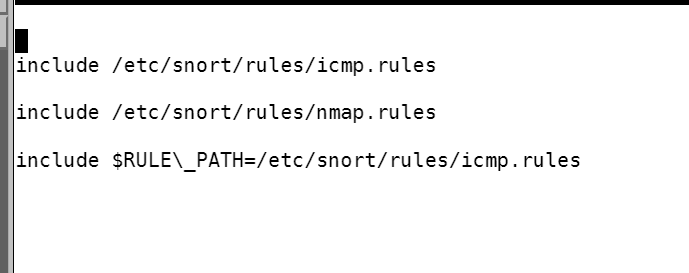 include /etc/snort/rules/icmp.rules
include /etc/snort/rules/nmap.rules
include $RULE\_PATH=/etc/snort/rules/icmp.rules